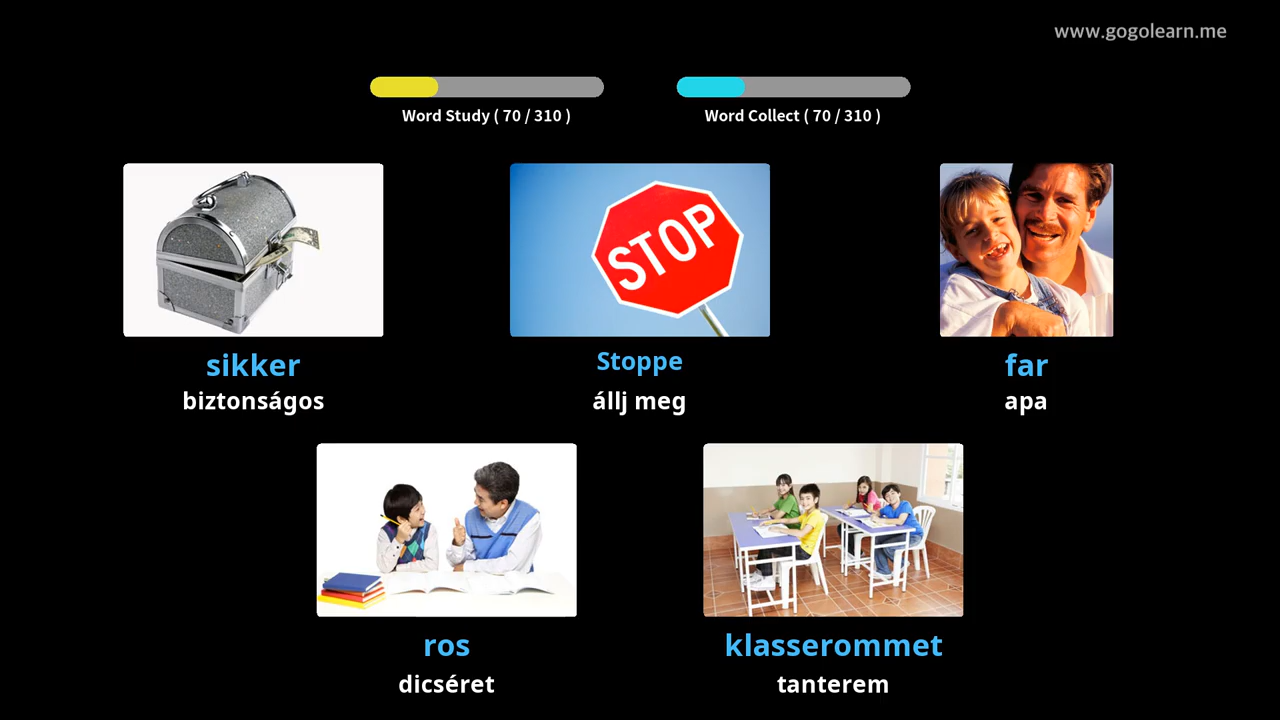 www.gogolearn.me
Word Study ( 70 / 310 )
Word Collect ( 70 / 310 )
STOP
sikker
biztonságos
Stoppe
állj meg
far
apa
ros
dicséret
klasserommet
tanterem